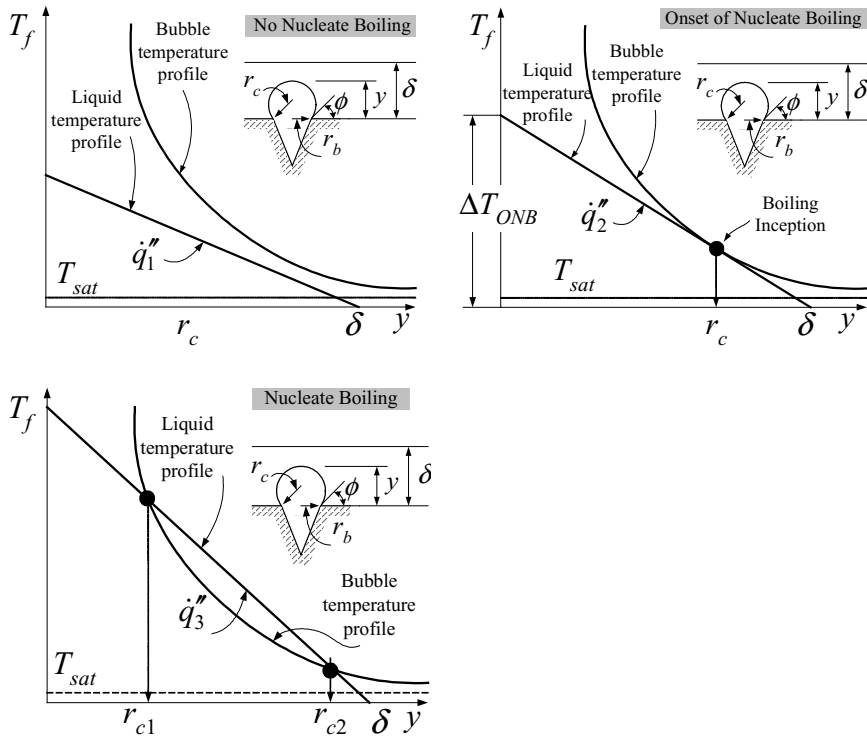 T_f
No Nucleate Boiling
Bubble
temperature
profile
Liquid
temperature
profile
r_c
y
δ
ϕ
r_b
q̇″_1
T_sat
r_c
δ
y
T_f
Onset of Nucleate Boiling
Bubble
temperature
profile
Liquid
temperature
profile
r_c
y
δ
ϕ
r_b
ΔT_ONB
q̇″_2
Boiling
Inception
T_sat
r_c
δ
y
T_f
Nucleate Boiling
Liquid
temperature
profile
r_c
y
δ
ϕ
r_b
q̇″_3
Bubble
temperature
profile
T_sat
r_c1
r_c2
δ
y